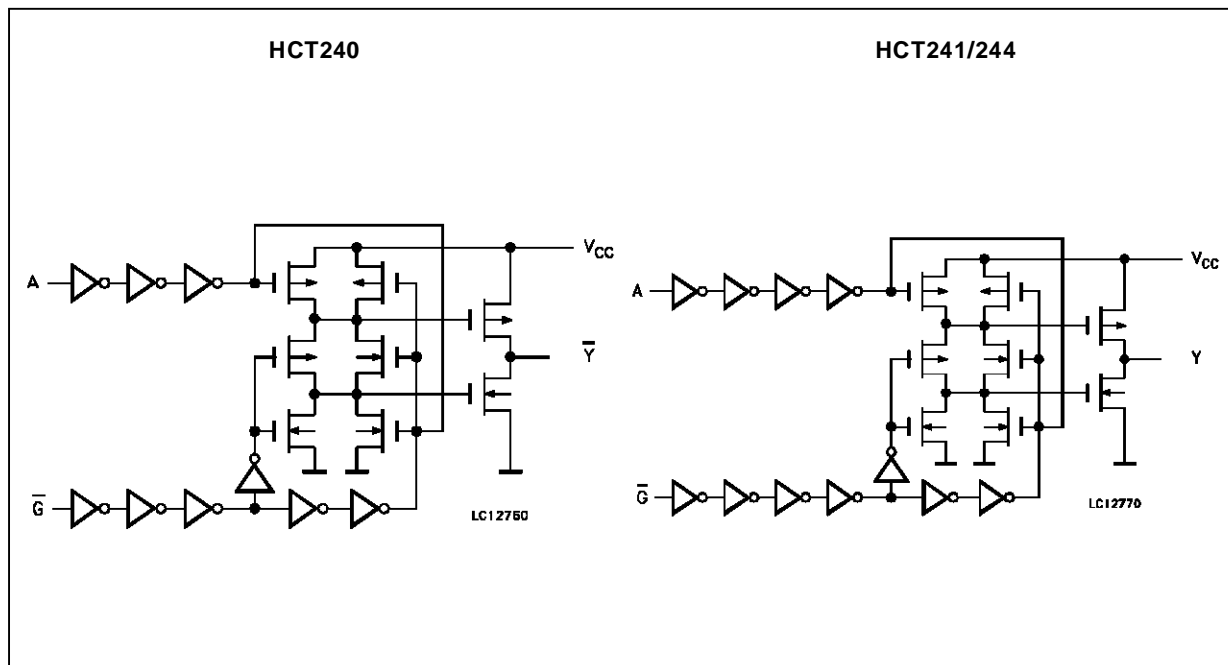 HCT240
HCT241/244
A
V_CC
Y̅
G̅
LC12760
A
V_CC
Y
G̅
LC12770